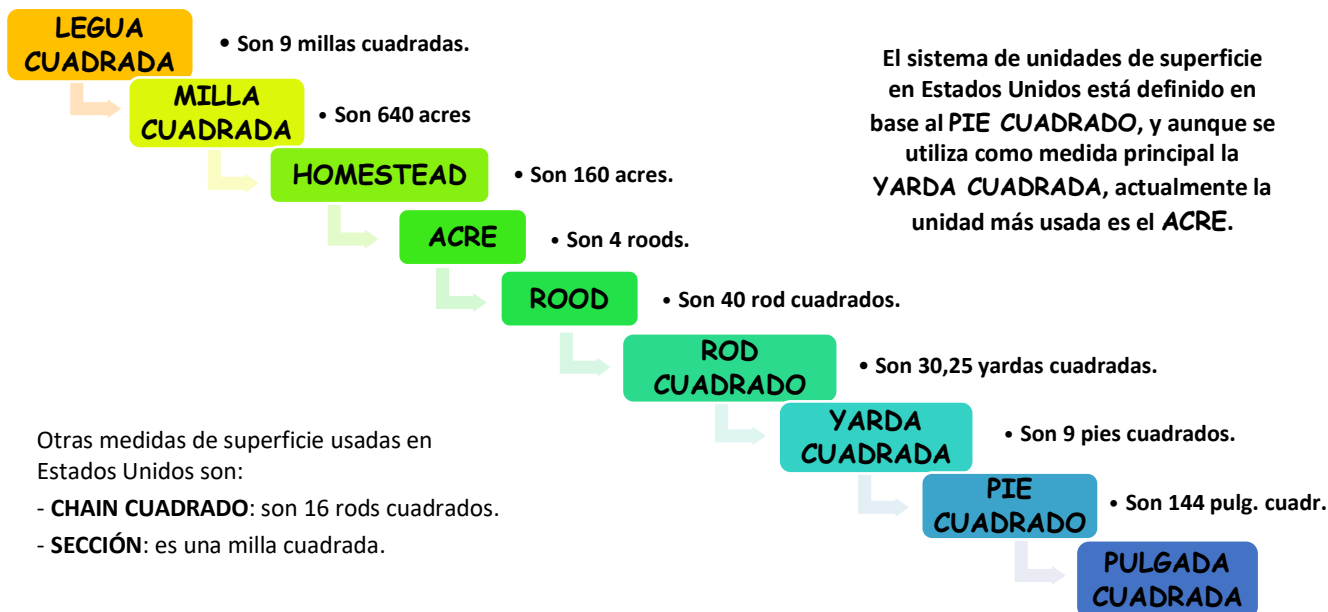 LEGUA
CUADRADA
• Son 9 millas cuadradas.
MILLA
CUADRADA
• Son 640 acres
HOMESTEAD
• Son 160 acres.
ACRE
• Son 4 roods.
ROOD
• Son 40 rod cuadrados.
ROD
CUADRADO
• Son 30,25 yardas cuadradas.
YARDA
CUADRADA
• Son 9 pies cuadrados.
PIE
CUADRADO
• Son 144 pulg. cuadr.
PULGADA
CUADRADA
El sistema de unidades de superficie
en Estados Unidos está definido en
base al PIE CUADRADO, y aunque se
utiliza como medida principal la
YARDA CUADRADA, actualmente la
unidad más usada es el ACRE.
Otras medidas de superficie usadas en
Estados Unidos son:
- CHAIN CUADRADO: son 16 rods cuadrados.
- SECCIÓN: es una milla cuadrada.